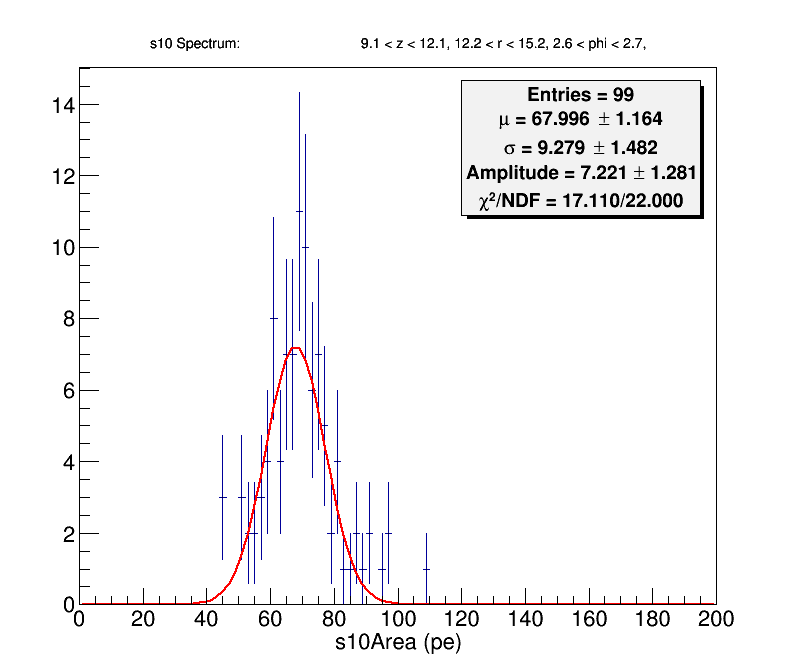 s10 Spectrum: 9.1 < z < 12.1, 12.2 < r < 15.2, 2.6 < phi < 2.7,
Entries = 99
μ = 67.996 ± 1.164
σ = 9.279 ± 1.482
Amplitude = 7.221 ± 1.281
χ²/NDF = 17.110/22.000
14
12
10
8
6
4
2
0
0 20 40 60 80 100 120 140 160 180 200
s10Area (pe)